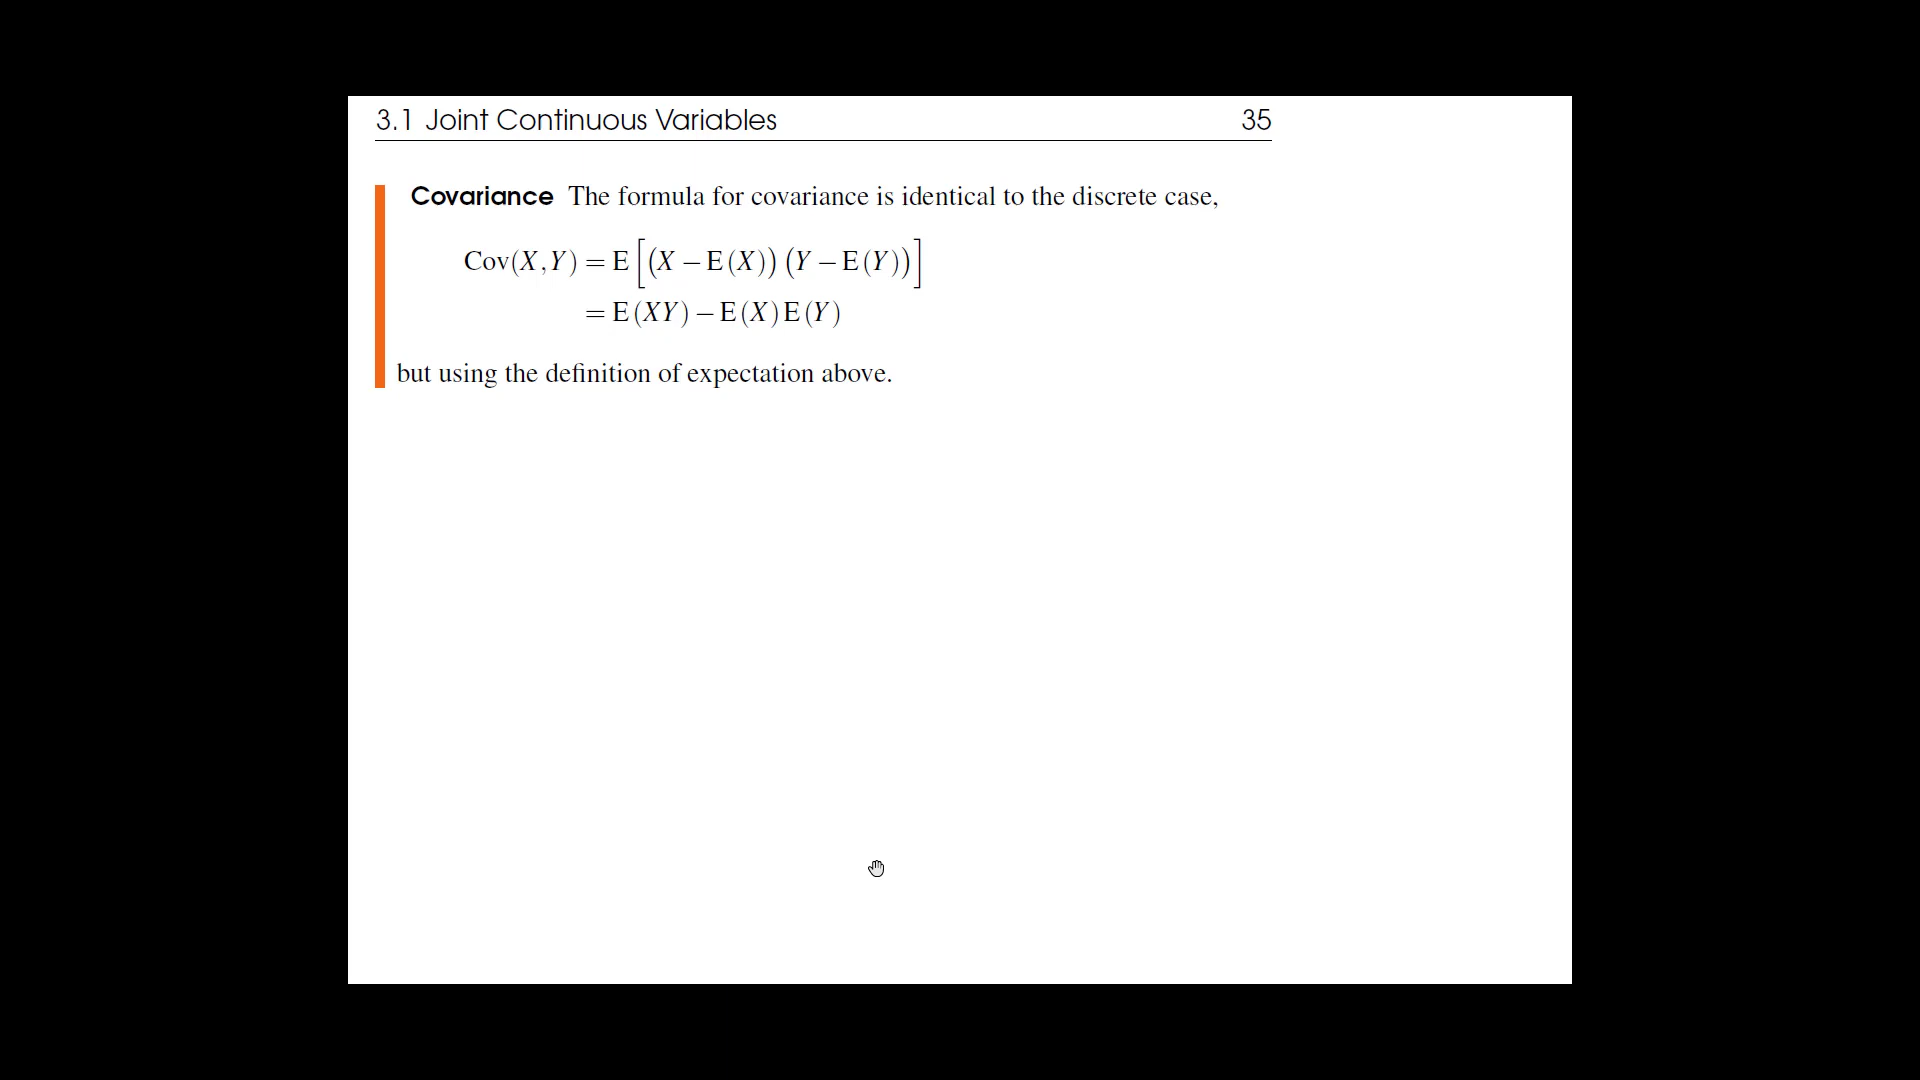 3.1 Joint Continuous Variables 35
Covariance The formula for covariance is identical to the discrete case,
Cov(X,Y) = E[(X − E(X)) (Y − E(Y))]
= E(XY) − E(X)E(Y)
but using the definition of expectation above.